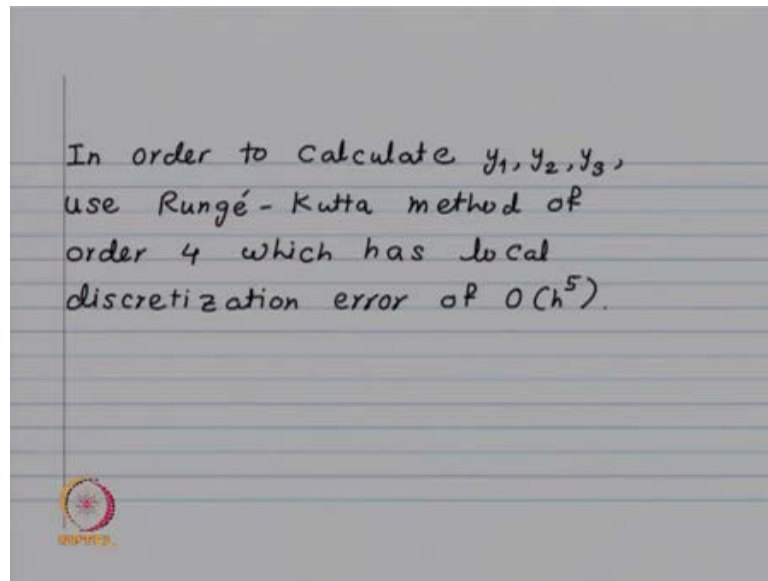 In order to calculate y₁, y₂, y₃,
use Rungé - Kutta method of
order 4 which has local
discretization error of O(h⁵).
NPTEL